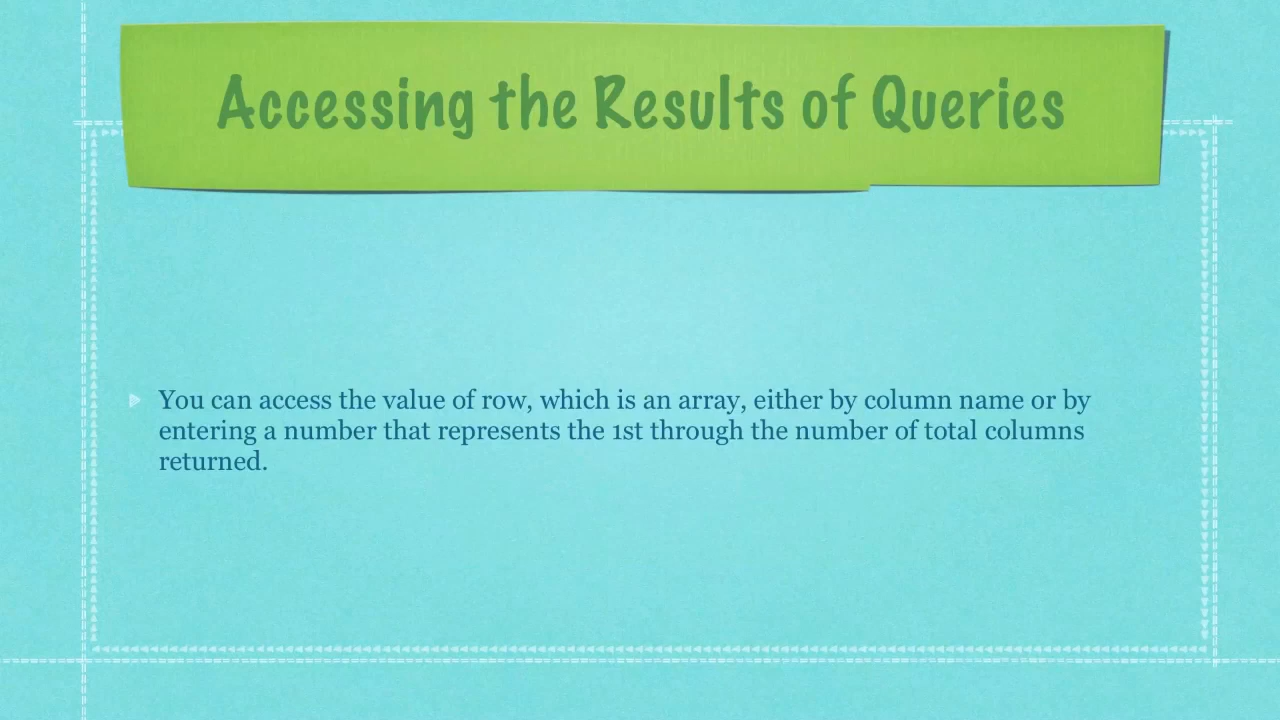 Accessing the Results of Queries
You can access the value of row, which is an array, either by column name or by
entering a number that represents the 1st through the number of total columns
returned.